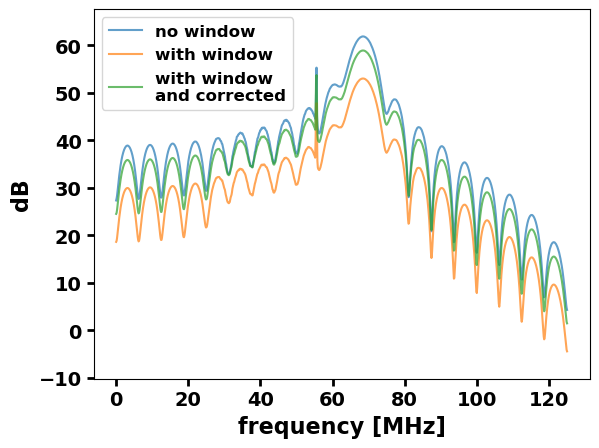 no window
with window
with window
and corrected
60
50
40
30
20
10
0
−10
dB
0 20 40 60 80 100 120
frequency [MHz]